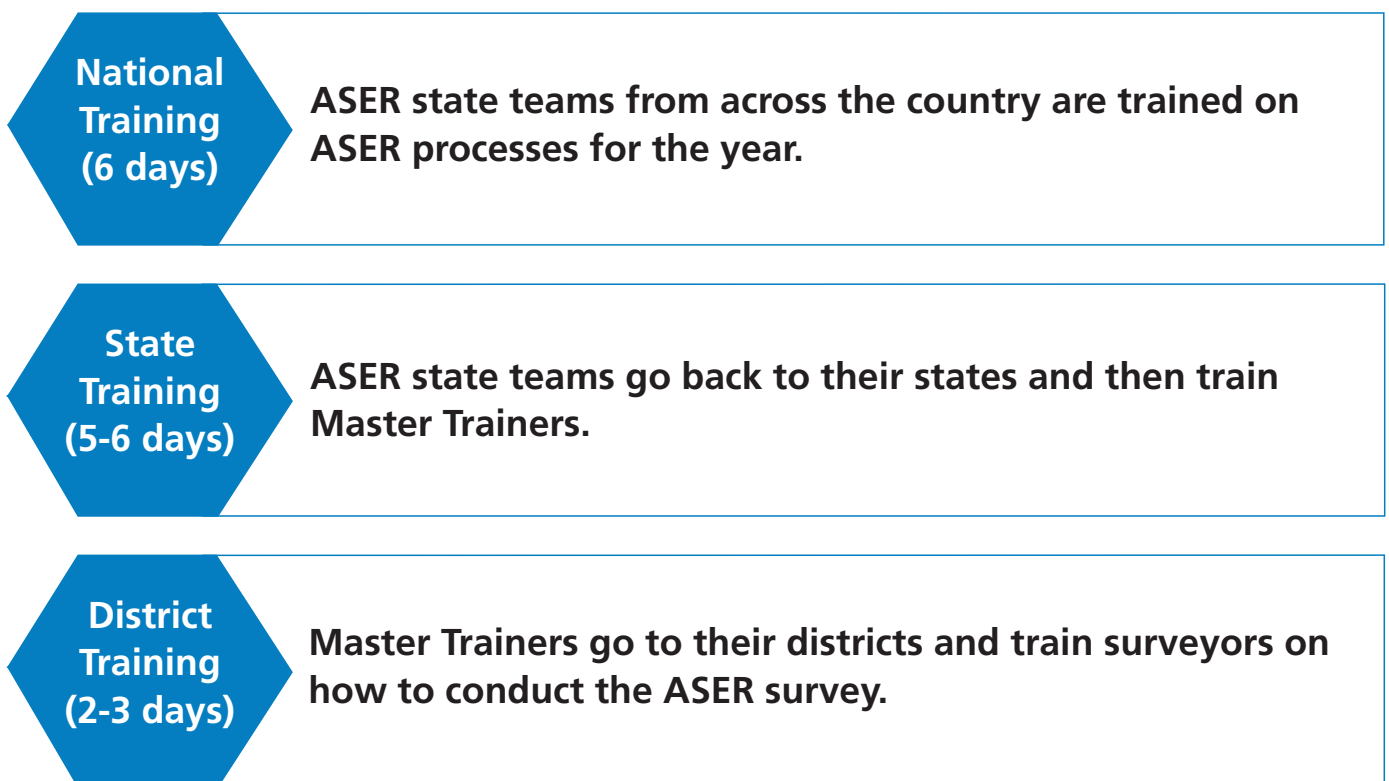 National
Training
(6 days)
ASER state teams from across the country are trained on
ASER processes for the year.
State
Training
(5-6 days)
ASER state teams go back to their states and then train
Master Trainers.
District
Training
(2-3 days)
Master Trainers go to their districts and train surveyors on
how to conduct the ASER survey.